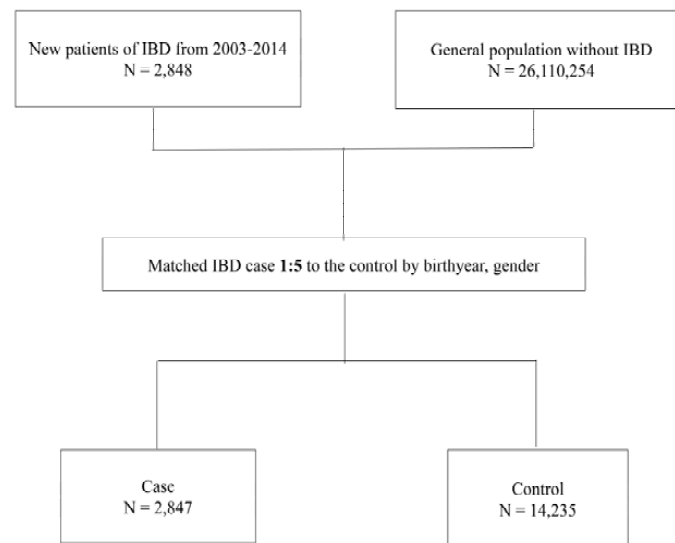 New patients of IBD from 2003-2014
N = 2,848
General population without IBD
N = 26,110,254
Matched IBD case 1:5 to the control by birthyear, gender
Case
N = 2,847
Control
N = 14,235